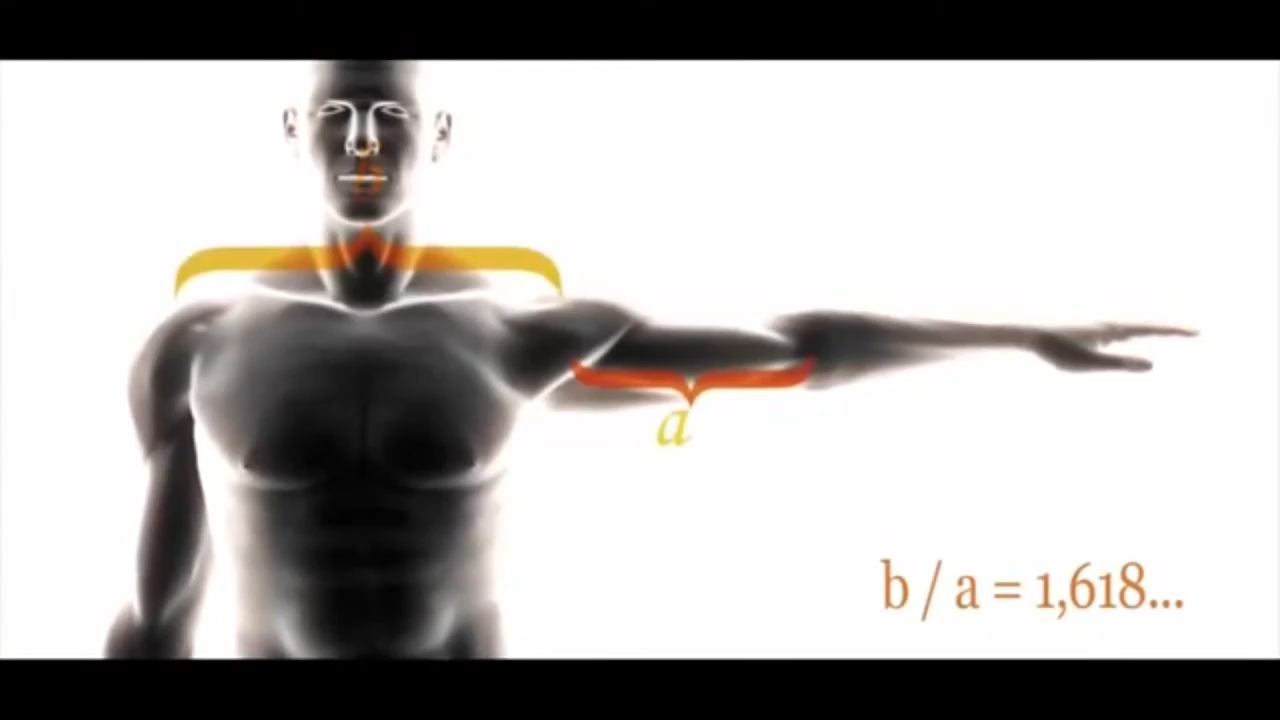 b
a
b / a = 1,618...